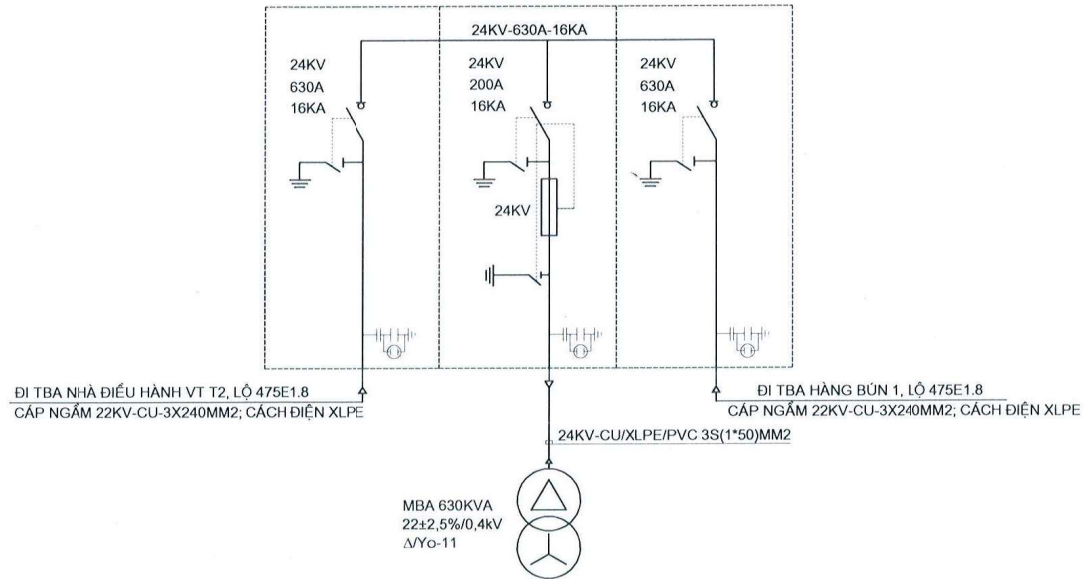 24KV-630A-16KA
24KV
630A
16KA
24KV
200A
16KA
24KV
630A
16KA
24KV
ĐI TBA NHÀ ĐIỀU HÀNH VT T2, LỘ 475E1.8
CÁP NGẦM 22KV-CU-3X240MM2; CÁCH ĐIỆN XLPE
ĐI TBA HÀNG BÚN 1, LỘ 475E1.8
CÁP NGẦM 22KV-CU-3X240MM2; CÁCH ĐIỆN XLPE
24KV-CU/XLPE/PVC 3S(1*50)MM2
MBA 630KVA
22±2,5%/0,4kV
Δ/Yo-11